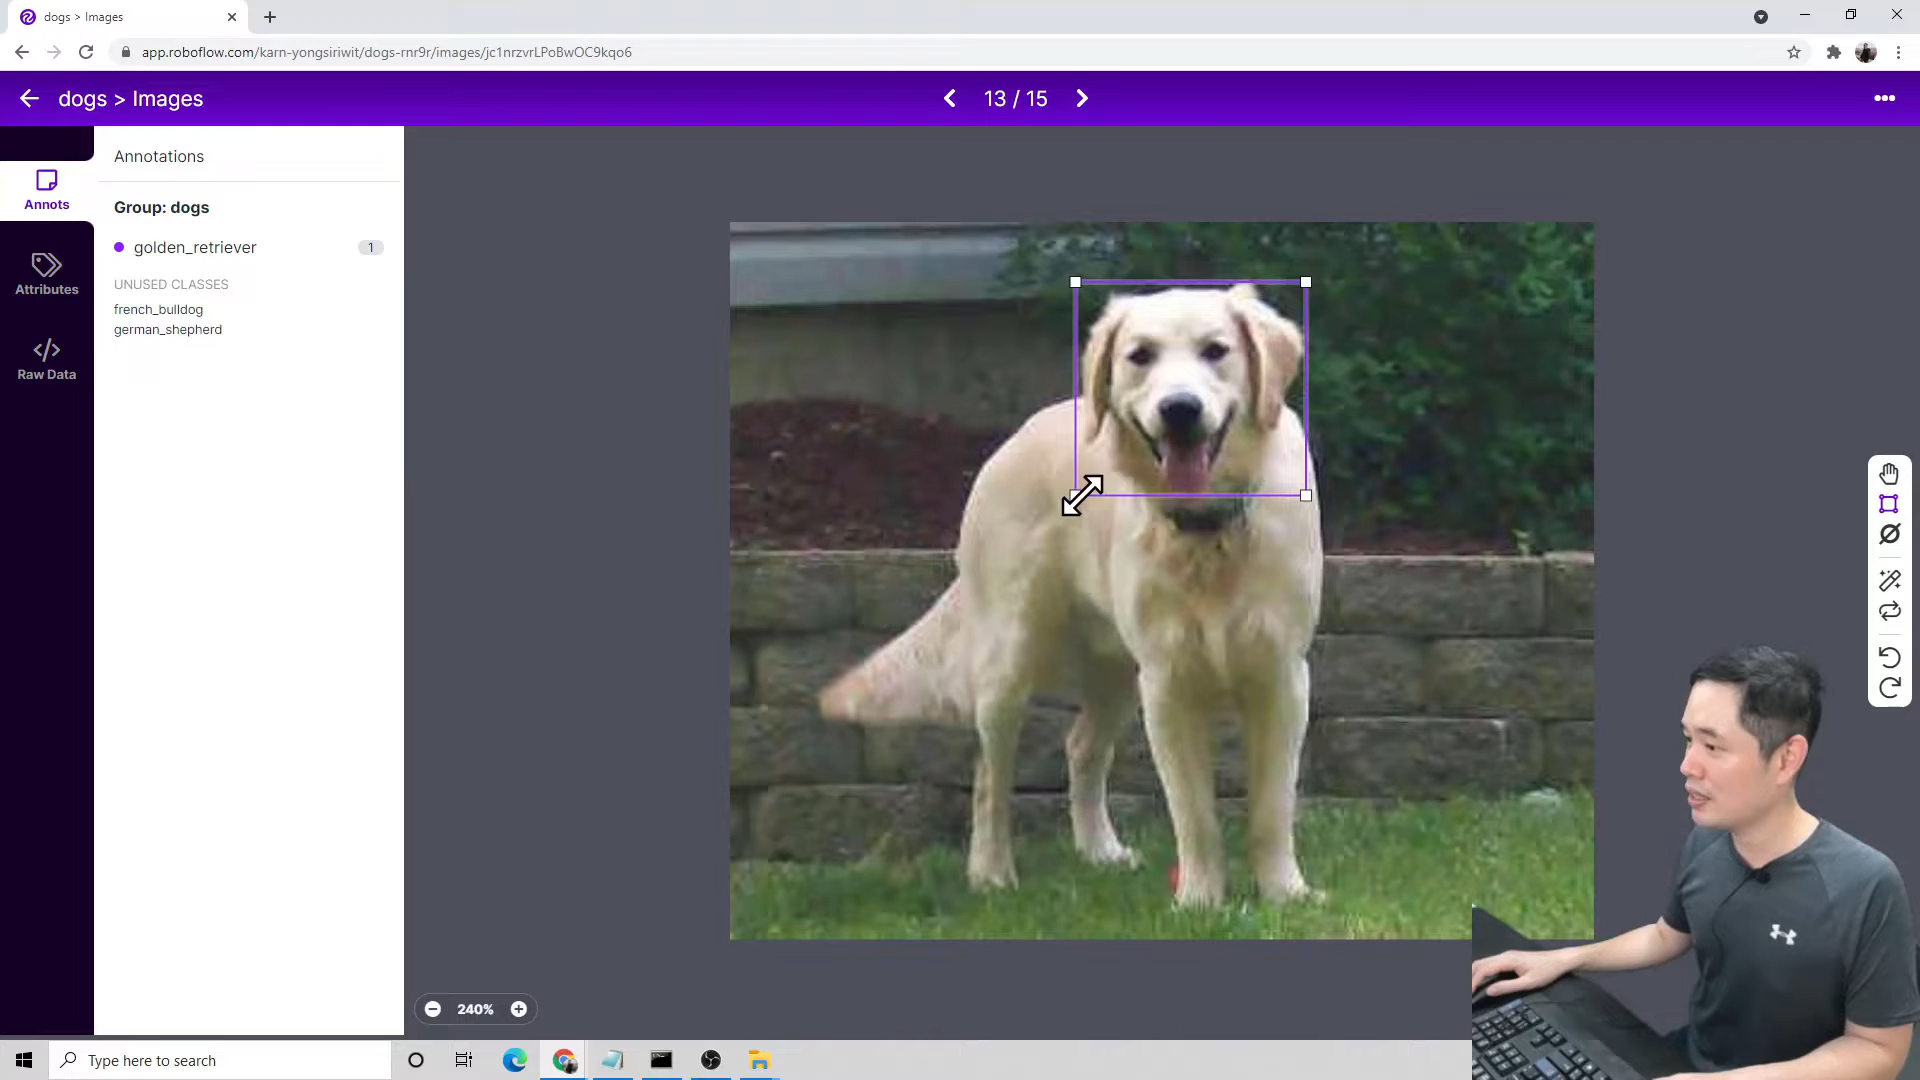 dogs > Images
app.roboflow.com/karn-yongsiriwit/dogs-rnr9r/images/jc1nrzvrLPoBwOC9kqo6
dogs > Images
13 / 15
Annots
Attributes
Raw Data
Annotations
Group: dogs
golden_retriever
1
UNUSED CLASSES
french_bulldog
german_shepherd
240%
Type here to search